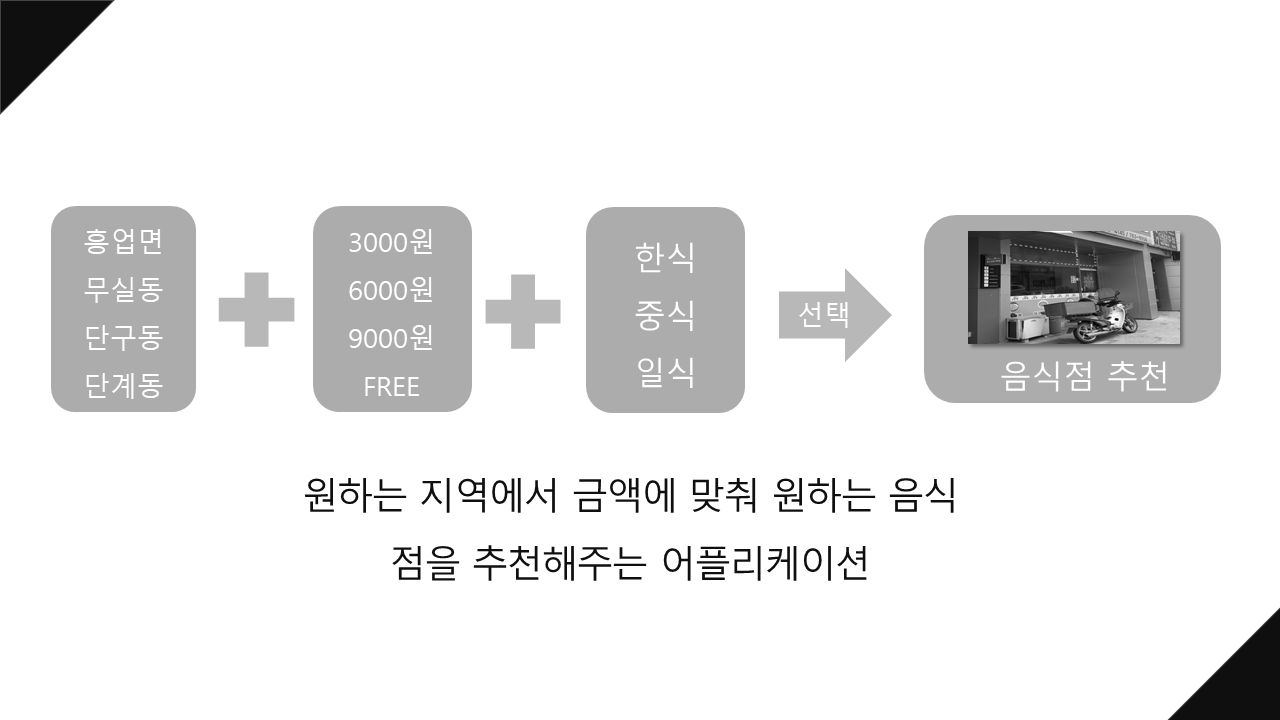 흥업면
무실동
단구동
단계동
3000원
6000원
9000원
FREE
한식
중식
일식
선택
음식점 추천
원하는 지역에서 금액에 맞춰 원하는 음식
점을 추천해주는 어플리케이션